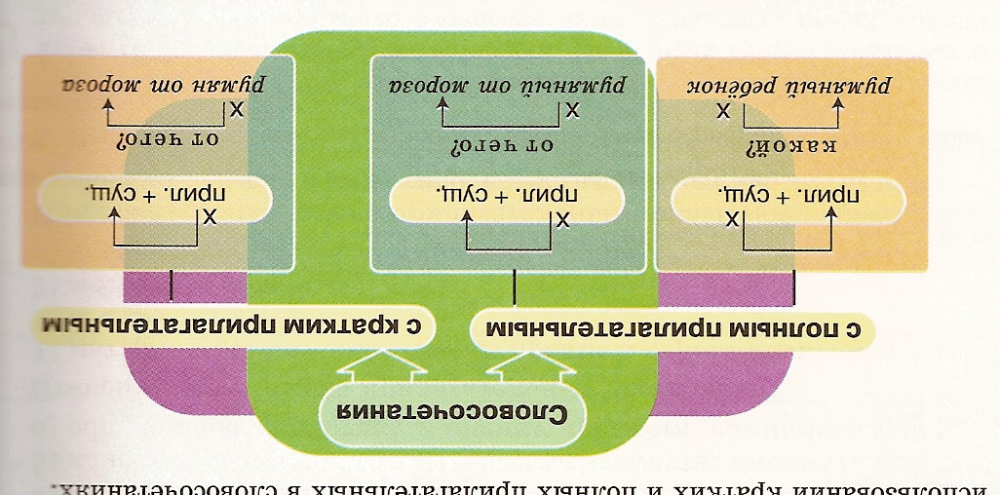 использовании кратких и полных прилагательных в словосочетаниях.
Словосочетания
с полным прилагательным
с кратким прилагательным
х
прил. + сущ.
какой?
х
румяный ребёнок
х
прил. + сущ.
от чего?
х
румяный от мороза
х
прил. + сущ.
от чего?
х
румян от мороза